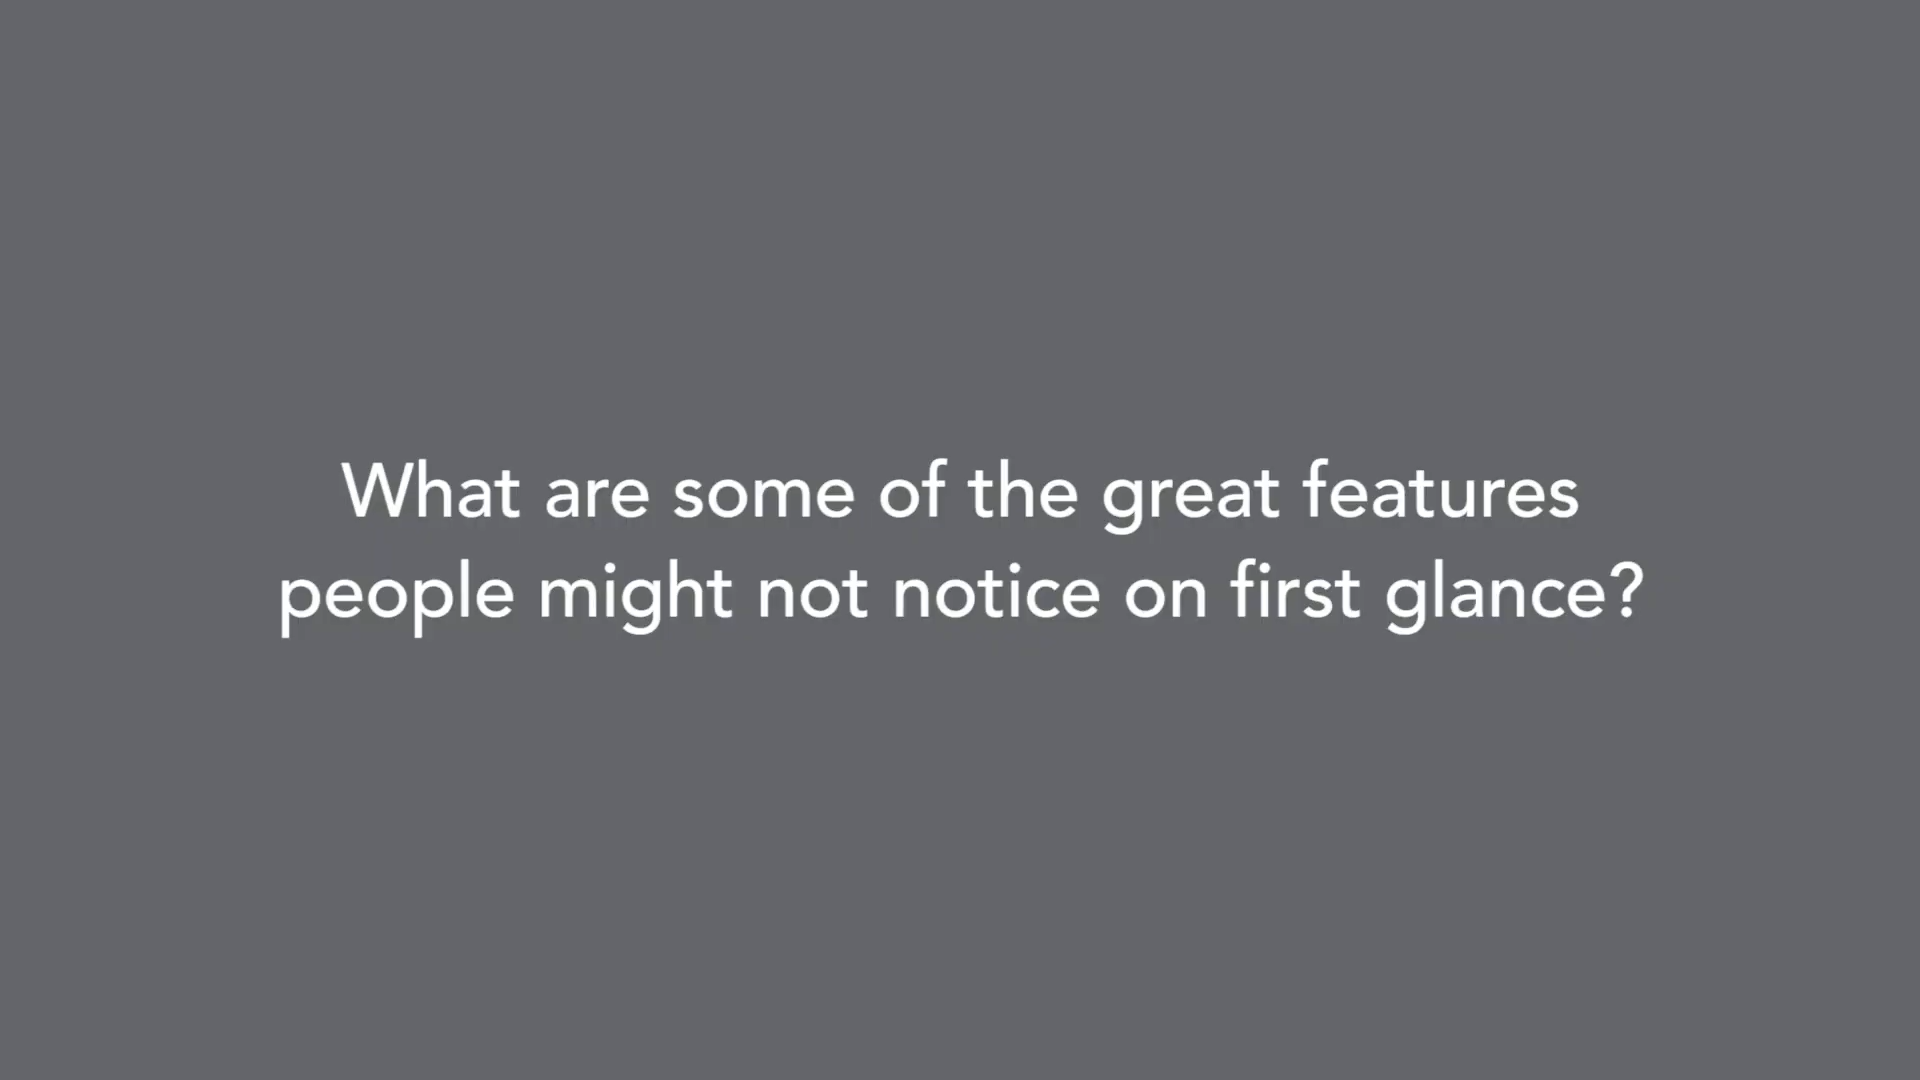 What are some of the great features
people might not notice on first glance?